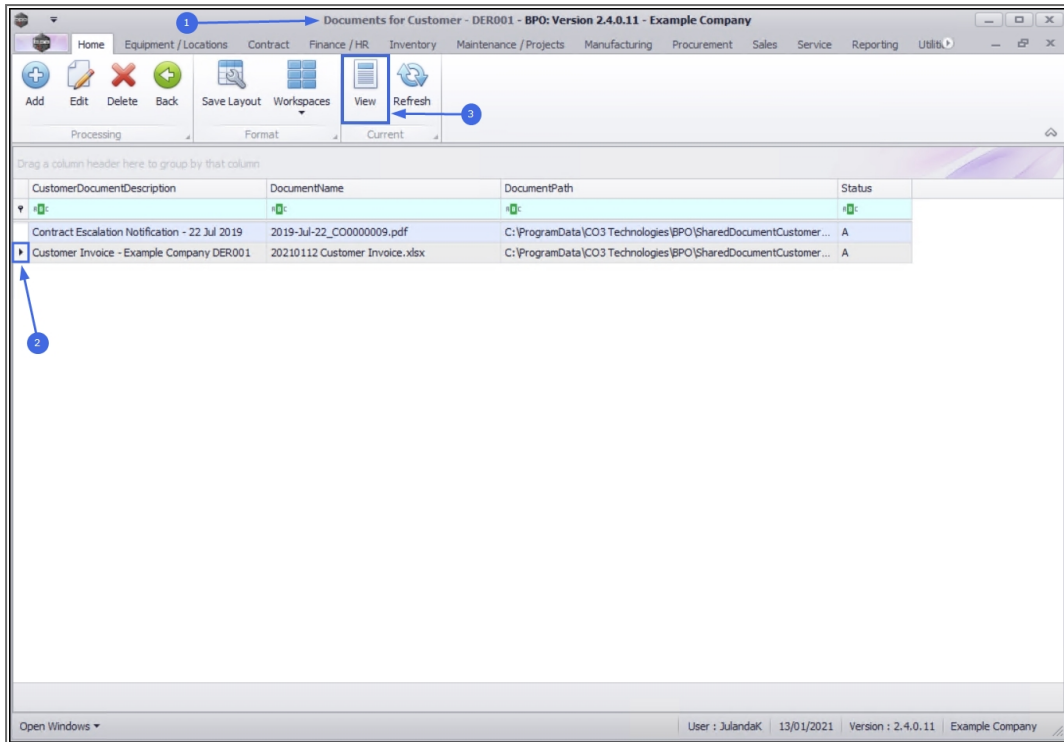 1
Documents for Customer - DER001 - BPO: Version 2.4.0.11 - Example Company
Home Equipment / Locations Contract Finance / HR Inventory Maintenance / Projects Manufacturing Procurement Sales Service Reporting Utiliti
Add Edit Delete Back Save Layout Workspaces View Refresh
3
Processing Format Current
Drag a column header here to group by that column
CustomerDocumentDescription DocumentName DocumentPath Status
Contract Escalation Notification - 22 Jul 2019 2019-Jul-22_CO0000009.pdf C:\ProgramData\CO3 Technologies\BPO\SharedDocumentCustomer... A
Customer Invoice - Example Company DER001 20210112 Customer Invoice.xlsx C:\ProgramData\CO3 Technologies\BPO\SharedDocumentCustomer... A
2
Open Windows User : JulandaK 13/01/2021 Version : 2.4.0.11 Example Company